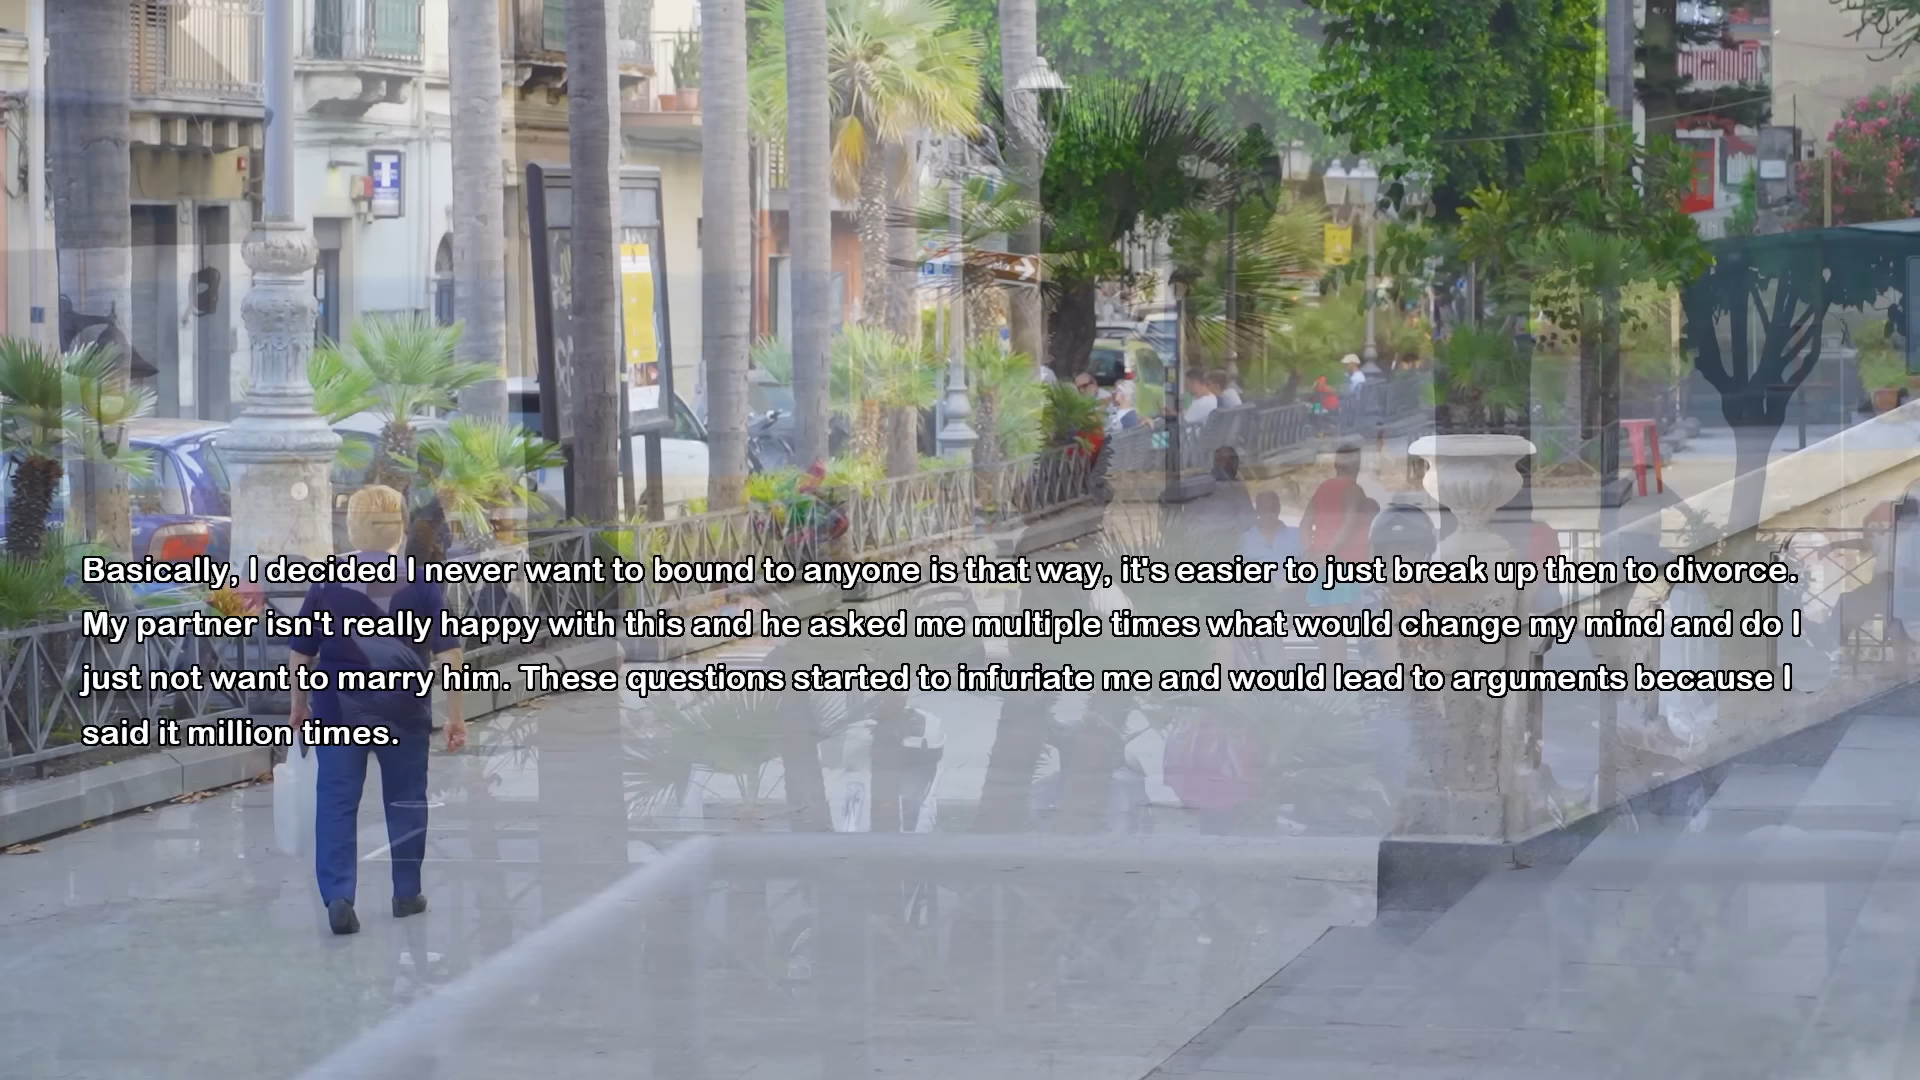 T
P
Basically, I decided I never want to bound to anyone is that way, it's easier to just break up then to divorce.
My partner isn't really happy with this and he asked me multiple times what would change my mind and do I
just not want to marry him. These questions started to infuriate me and would lead to arguments because I
said it million times.